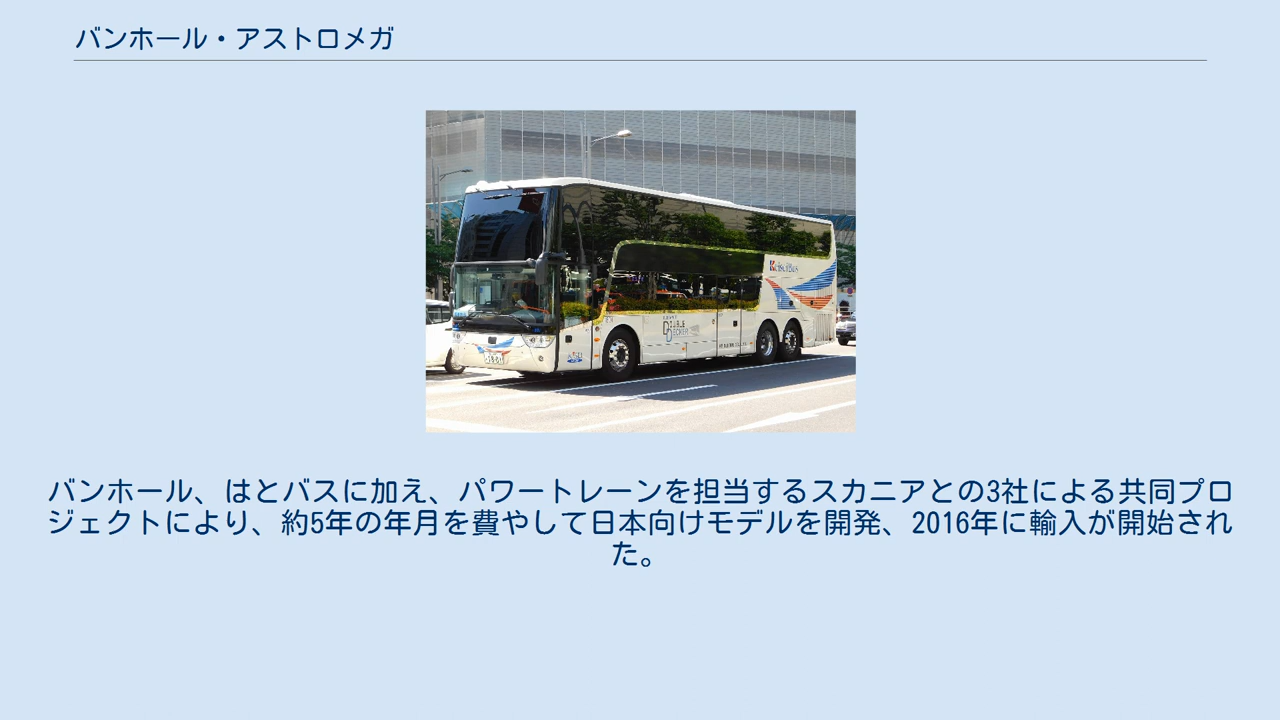 バンホール・アストロメガ
KeiseiBus
DOUBLE
DECKER
バンホール、はとバスに加え、パワートレーンを担当するスカニアとの3社による共同プロ
ジェクトにより、約5年の年月を費やして日本向けモデルを開発、2016年に輸入が開始され
た。